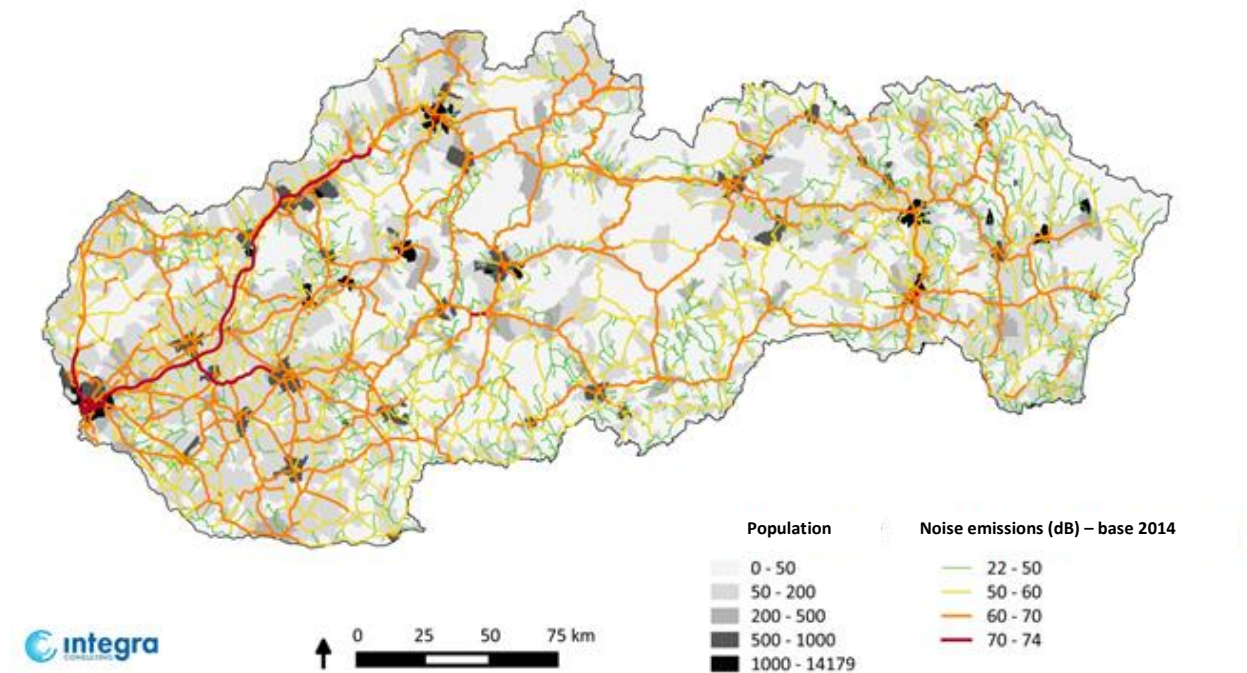 Population
0 - 50
50 - 200
200 - 500
500 - 1000
1000 - 14179
Noise emissions (dB) – base 2014
22 - 50
50 - 60
60 - 70
70 - 74
integra
CONSULTING
0 25 50 75 km